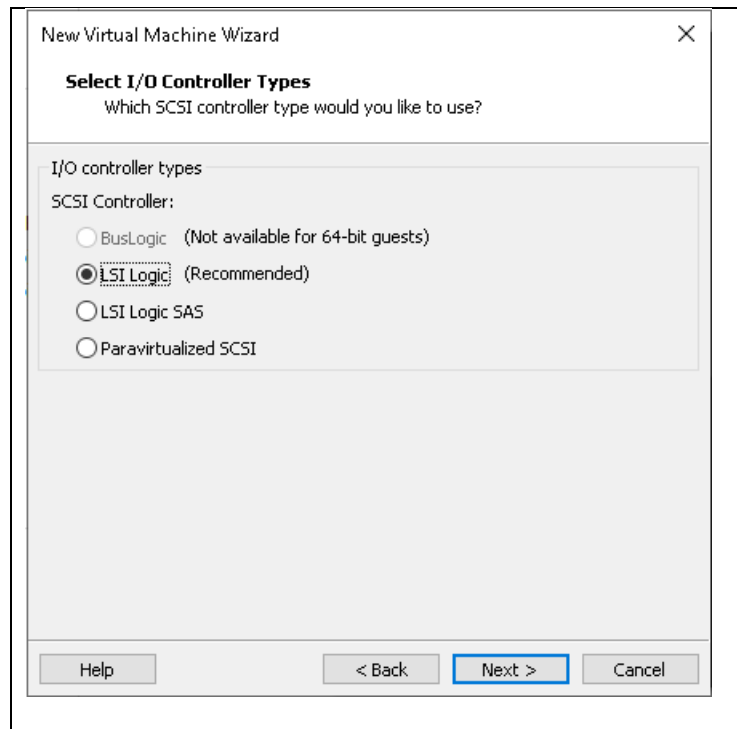 New Virtual Machine Wizard
Select I/O Controller Types
Which SCSI controller type would you like to use?
I/O controller types
SCSI Controller:
BusLogic (Not available for 64-bit guests)
LSI Logic (Recommended)
LSI Logic SAS
Paravirtualized SCSI
Help < Back Next > Cancel